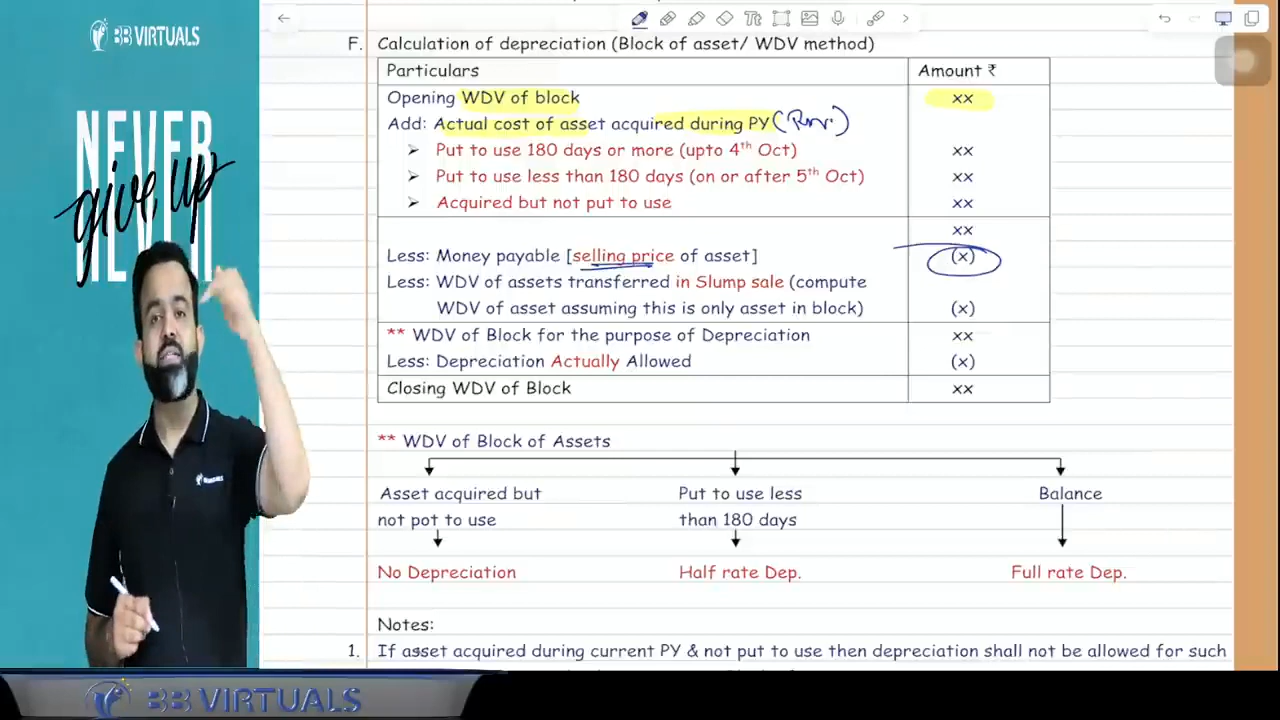 BB VIRTUALS
NEVER
give up
NEVER
F. Calculation of depreciation (Block of asset/ WDV method)
Particulars Amount ₹
Opening WDV of block xx
Add: Actual cost of asset acquired during PY
➤ Put to use 180 days or more (upto 4th Oct) xx
➤ Put to use less than 180 days (on or after 5th Oct) xx
➤ Acquired but not put to use xx
xx
Less: Money payable [selling price of asset] (x)
Less: WDV of assets transferred in Slump sale (compute
WDV of asset assuming this is only asset in block) (x)
** WDV of Block for the purpose of Depreciation xx
Less: Depreciation Actually Allowed (x)
Closing WDV of Block xx
** WDV of Block of Assets
Asset acquired but Put to use less Balance
not pot to use than 180 days
No Depreciation Half rate Dep. Full rate Dep.
Notes:
1. If asset acquired during current PY & not put to use then depreciation shall not be allowed for such
BB VIRTUALS